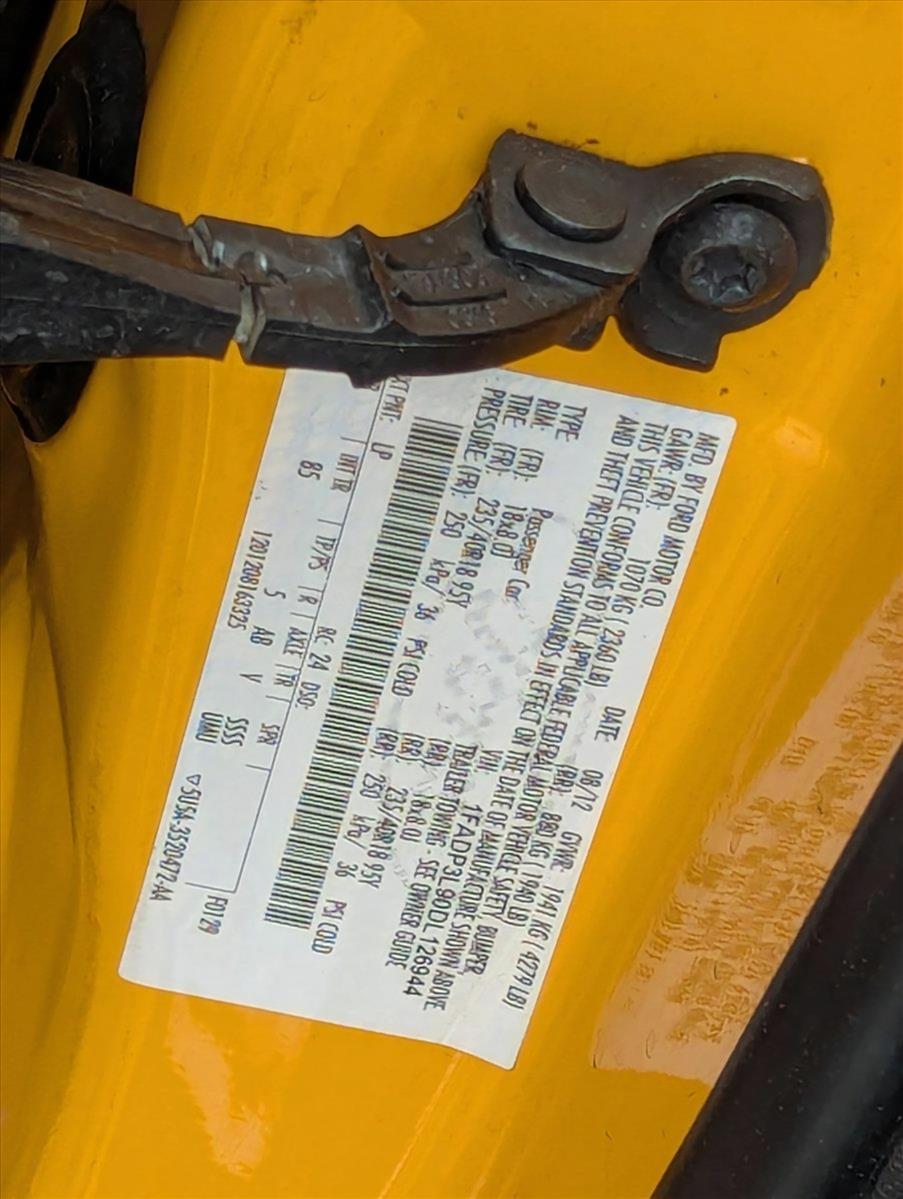 MFD. BY FORD MOTOR CO. DATE: 08/12 GVWR: 1941 KG ( 4279 LB)
GAWR: (FR): 1070 KG ( 2360 LB) (RR): 880 KG ( 1940 LB)
THIS VEHICLE CONFORMS TO ALL APPLICABLE FEDERAL MOTOR VEHICLE SAFETY, BUMPER,
AND THEFT PREVENTION STANDARDS IN EFFECT ON THE DATE OF MANUFACTURE SHOWN ABOVE.
VIN: 1FADP3L90DL126944
TYPE: Passenger Car TRAILER TOWING - SEE OWNER GUIDE
RIM: (FR): 18x8.0J (RR): 18x8.0J
TIRE: (FR): 235/40R18 95Y (RR): 235/40R18 95Y
PRESSURE: (FR): 250 kPa/ 36 PSI COLD (RR): 250 kPa/ 36 PSI COLD
EXT PNT: LP RC: 24 DSO:
INT TR TP/PS R AXLE TR SPR
85 5 AB V SSSS
1201208163325 UUUU
F0129
▽5U5A-3520472-AA